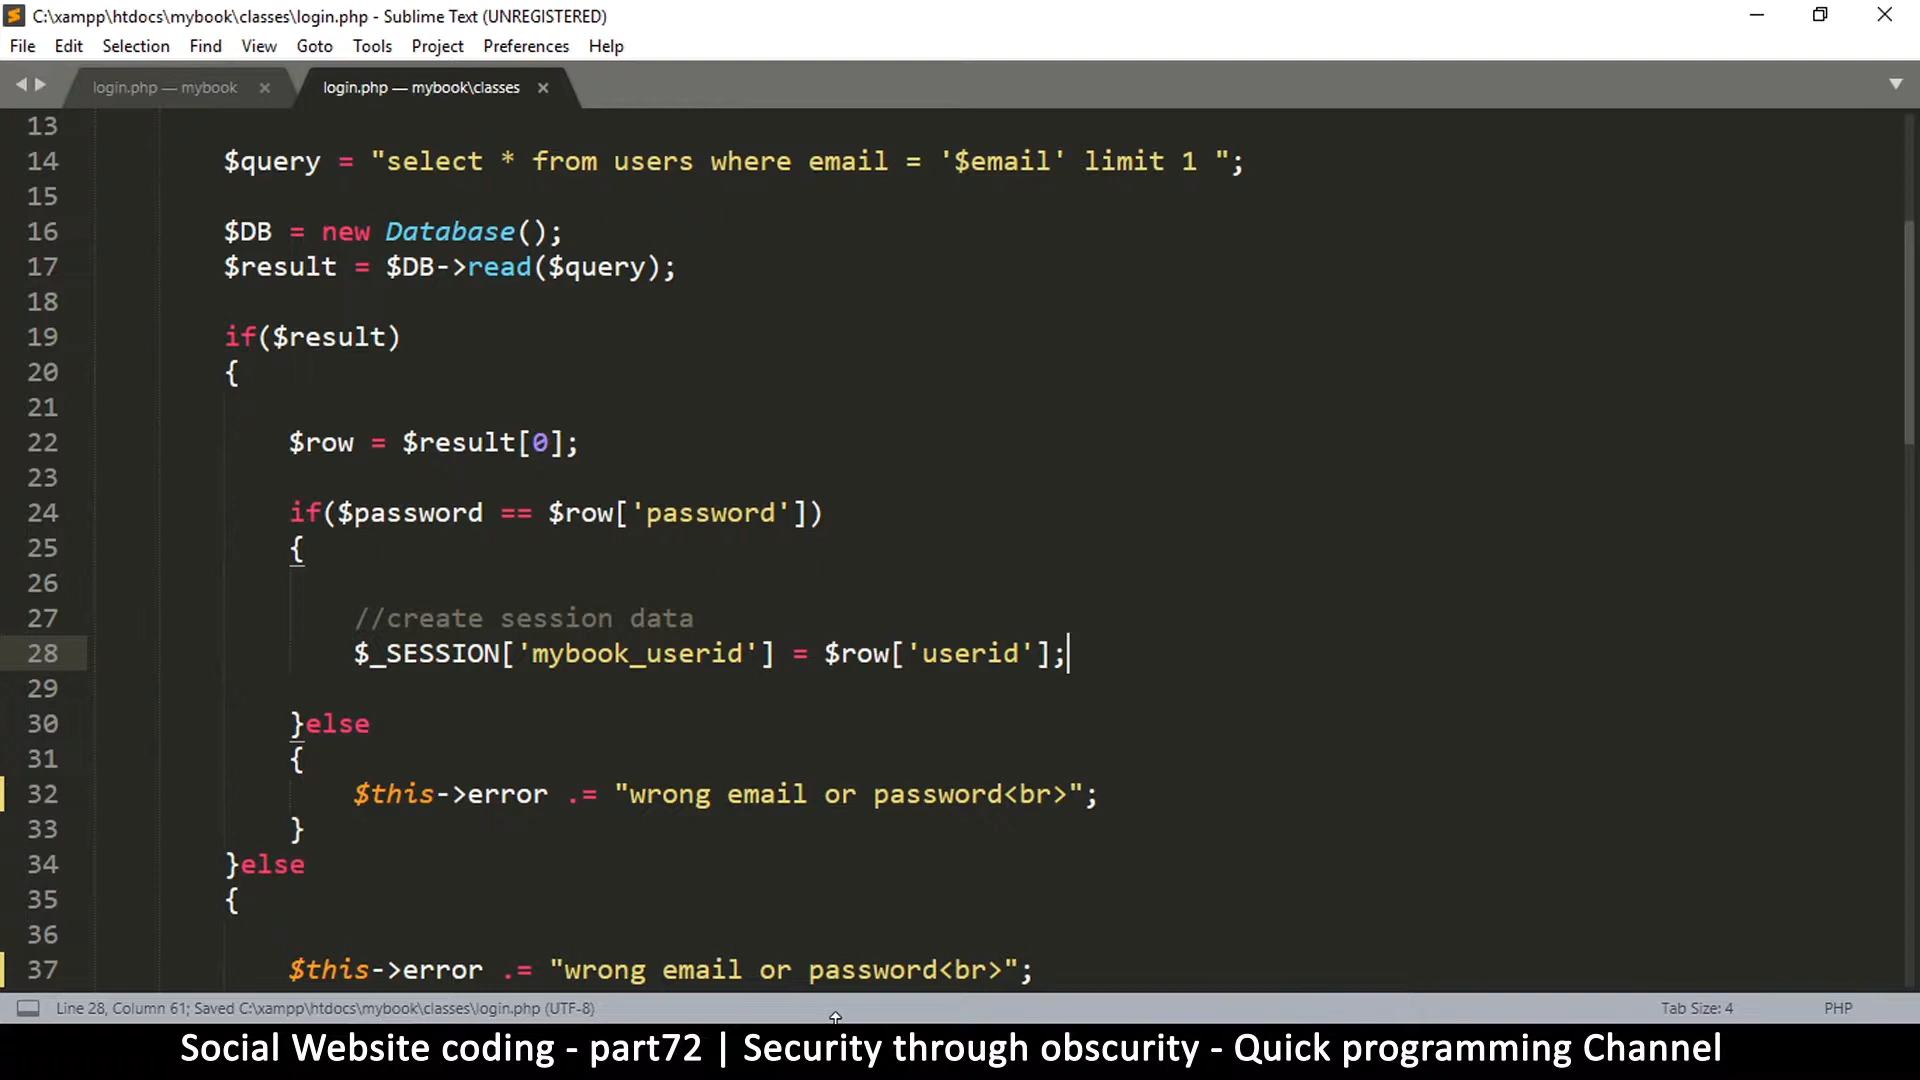 C:\xampp\htdocs\mybook\classes\login.php - Sublime Text (UNREGISTERED)
File Edit Selection Find View Goto Tools Project Preferences Help
login.php — mybook × login.php — mybook\classes ×
13
14 $query = "select * from users where email = '$email' limit 1 ";
15
16 $DB = new Database();
17 $result = $DB->read($query);
18
19 if($result)
20 {
21
22 $row = $result[0];
23
24 if($password == $row['password'])
25 {
26
27 //create session data
28 $_SESSION['mybook_userid'] = $row['userid'];
29
30 }else
31 {
32 $this->error .= "wrong email or password<br>";
33 }
34 }else
35 {
36
37 $this->error .= "wrong email or password<br>";
Line 28, Column 61; Saved C:\xampp\htdocs\mybook\classes\login.php (UTF-8) Tab Size: 4 PHP
Social Website coding - part72 | Security through obscurity - Quick programming Channel